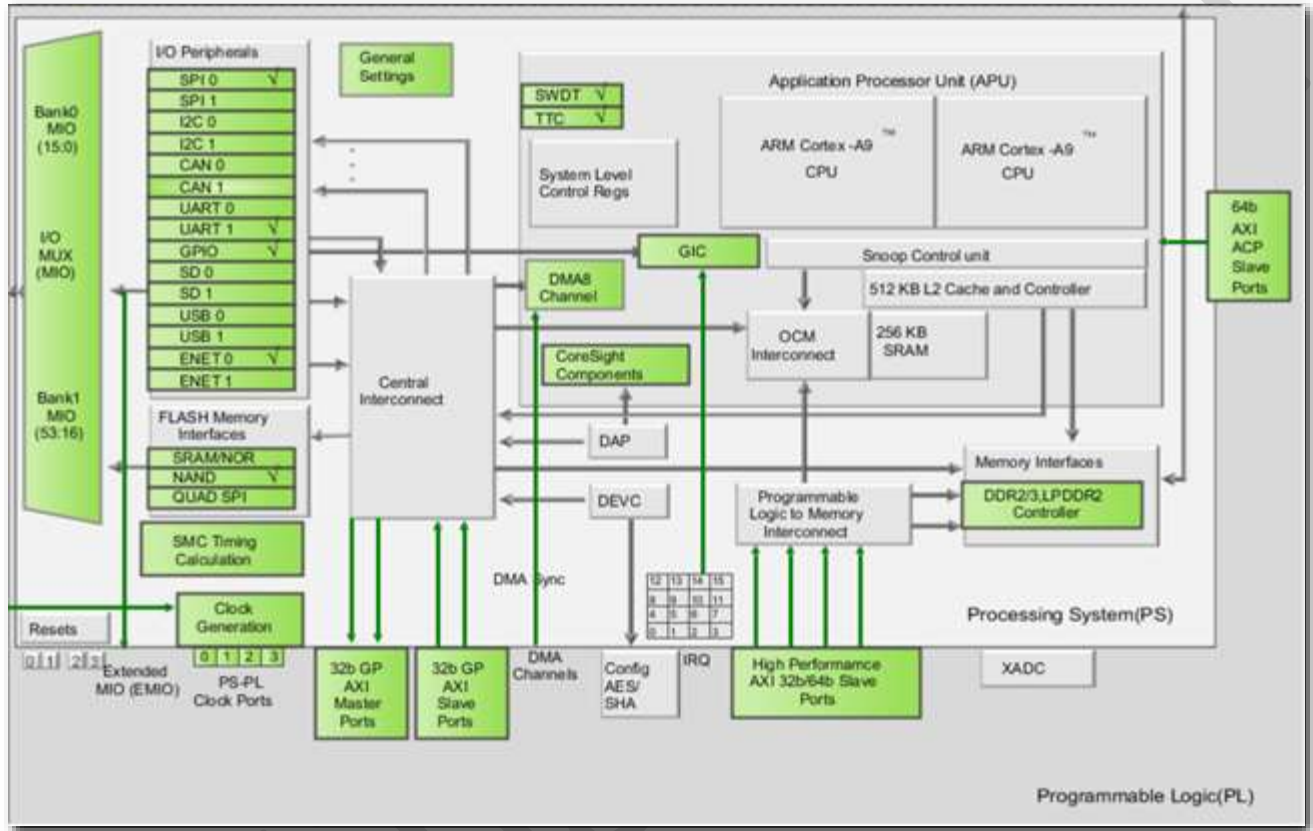 I/O Peripherals
SPI 0 √
SPI 1
I2C 0
I2C 1
CAN 0
CAN 1
UART 0
UART 1 √
GPIO √
SD 0
SD 1
USB 0
USB 1
ENET 0 √
ENET 1
Bank0
MIO
(15:0)
I/O
MUX
(MIO)
Bank1
MIO
(53:16)
FLASH Memory
Interfaces
SRAM/NOR
NAND √
QUAD SPI
SMC Timing
Calculation
General
Settings
Application Processor Unit (APU)
SWDT √
TTC √
System Level
Control Regs
ARM Cortex -A9 ™
CPU
ARM Cortex -A9 ™
CPU
64b
AXI
ACP
Slave
Ports
GIC
Snoop Control unit
512 KB L2 Cache and Controller
DMA8
Channel
OCM
Interconnect
256 KB
SRAM
CoreSight
Components
Central
Interconnect
DAP
DEVC
Memory Interfaces
DDR2/3,LPDDR2
Controller
Programmable
Logic to Memory
Interconnect
DMA Sync
12 13 14 15
8 9 10 11
4 5 6 7
0 1 2 3
Processing System(PS)
Clock
Generation
Resets
0 1 2 3
0 1 2 3
Extended
MIO (EMIO)
PS-PL
Clock Ports
32b GP
AXI
Master
Ports
32b GP
AXI
Slave
Ports
DMA
Channels
Config
AES/
SHA
IRQ
High Performance
AXI 32b/64b Slave
Ports
XADC
Programmable Logic(PL)